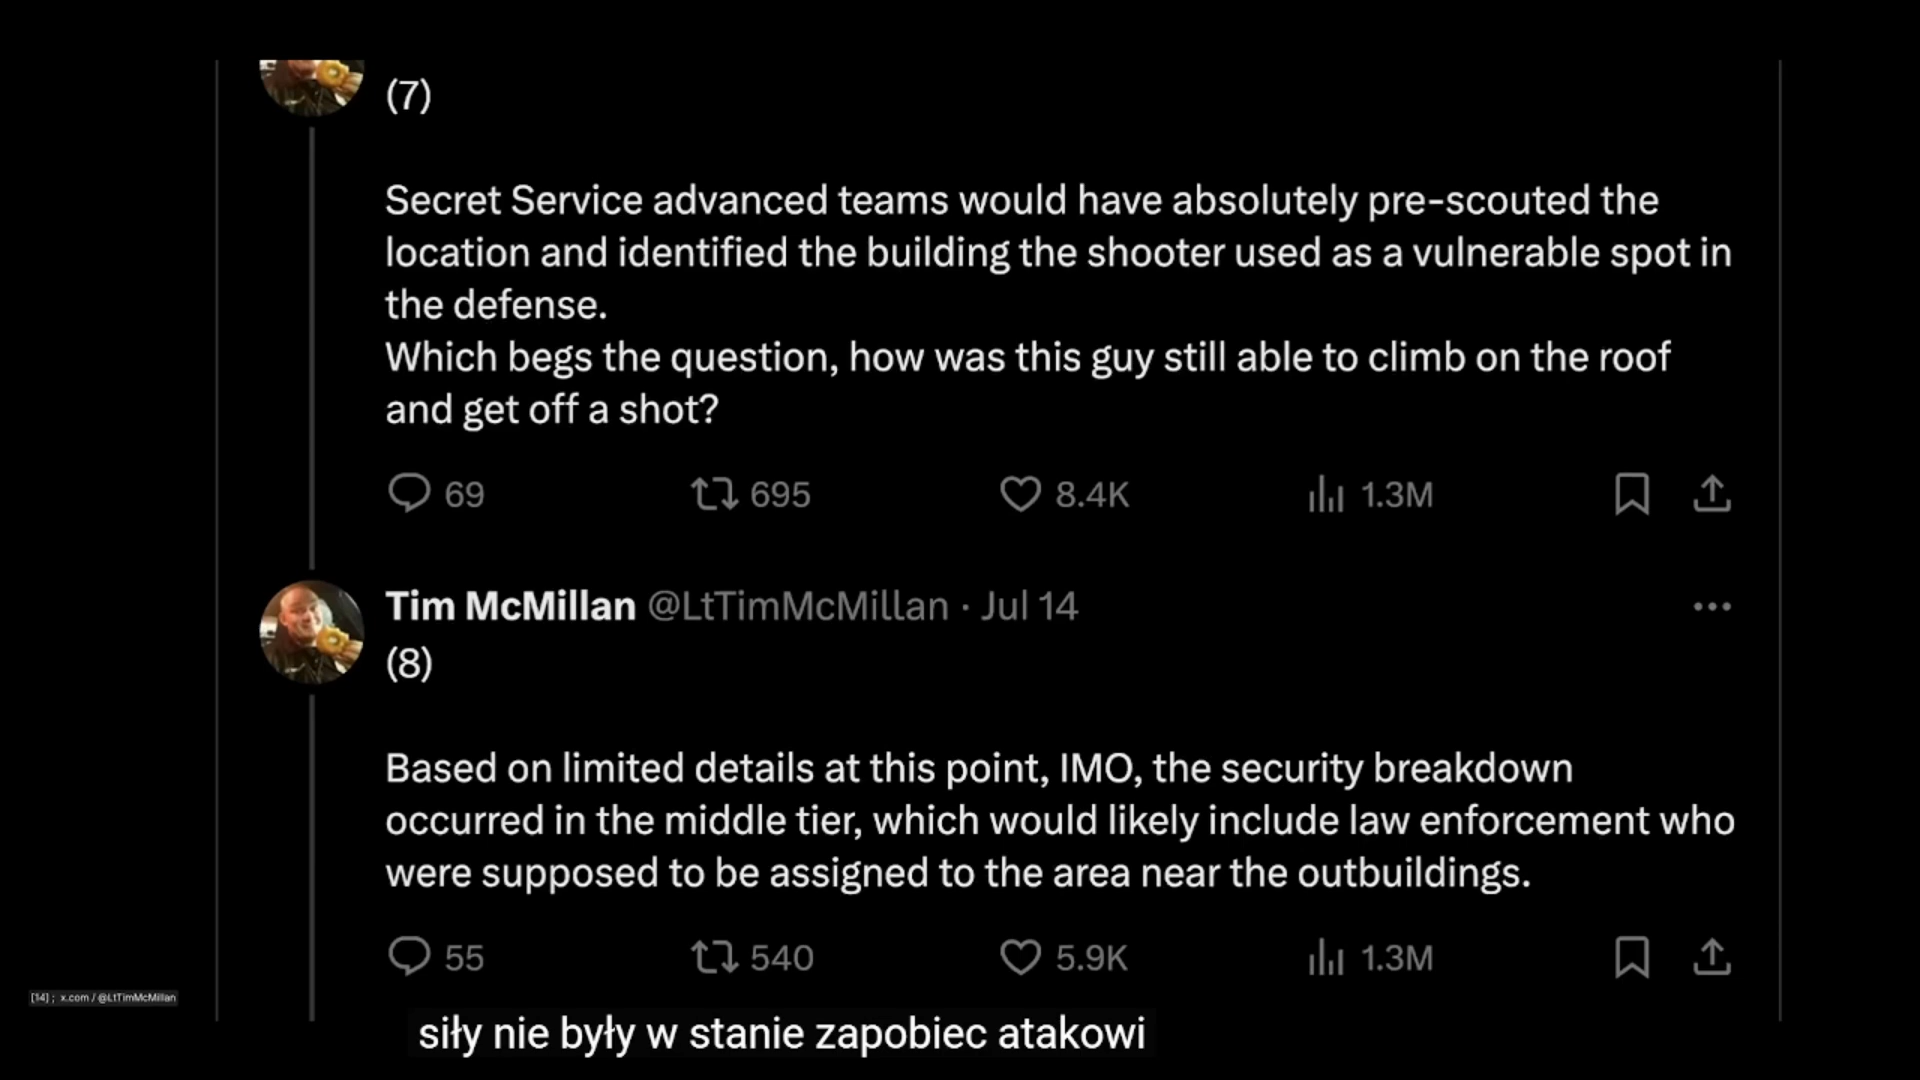 (7)
Secret Service advanced teams would have absolutely pre-scouted the
location and identified the building the shooter used as a vulnerable spot in
the defense.
Which begs the question, how was this guy still able to climb on the roof
and get off a shot?
69 695 8.4K 1.3M
Tim McMillan @LtTimMcMillan · Jul 14
(8)
Based on limited details at this point, IMO, the security breakdown
occurred in the middle tier, which would likely include law enforcement who
were supposed to be assigned to the area near the outbuildings.
55 540 5.9K 1.3M
[14] ; x.com / @LtTimMcMillan
siły nie były w stanie zapobiec atakowi